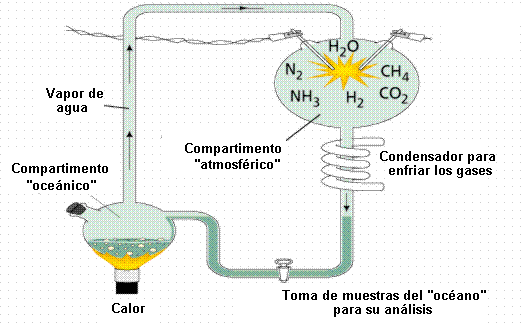 H2O
N2
CH4
NH3
H2
CO2
Vapor de
agua
Compartimento
"atmosférico"
Condensador para
enfriar los gases
Compartimento
"oceánico"
Calor
Toma de muestras del "océano"
para su análisis